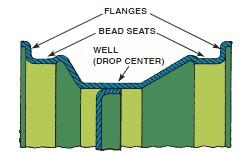 FLANGES
BEAD SEATS
WELL
(DROP CENTER)